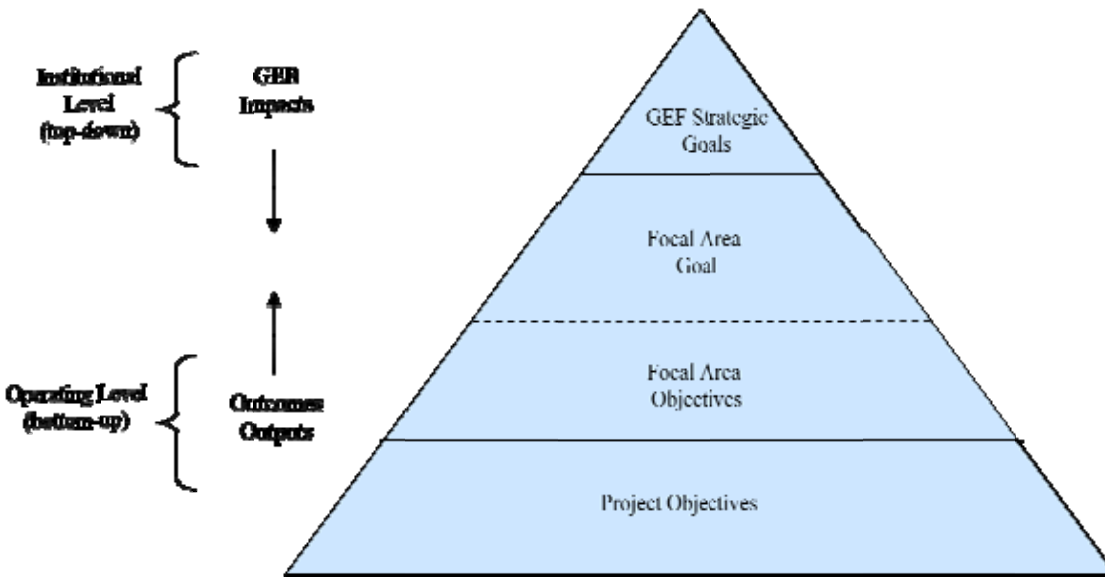 Institutional
Level
(top-down)
GEB
Impacts
GEF Strategic
Goals
Focal Area
Goal
Operating Level
(bottom-up)
Outcomes
Outputs
Focal Area
Objectives
Project Objectives